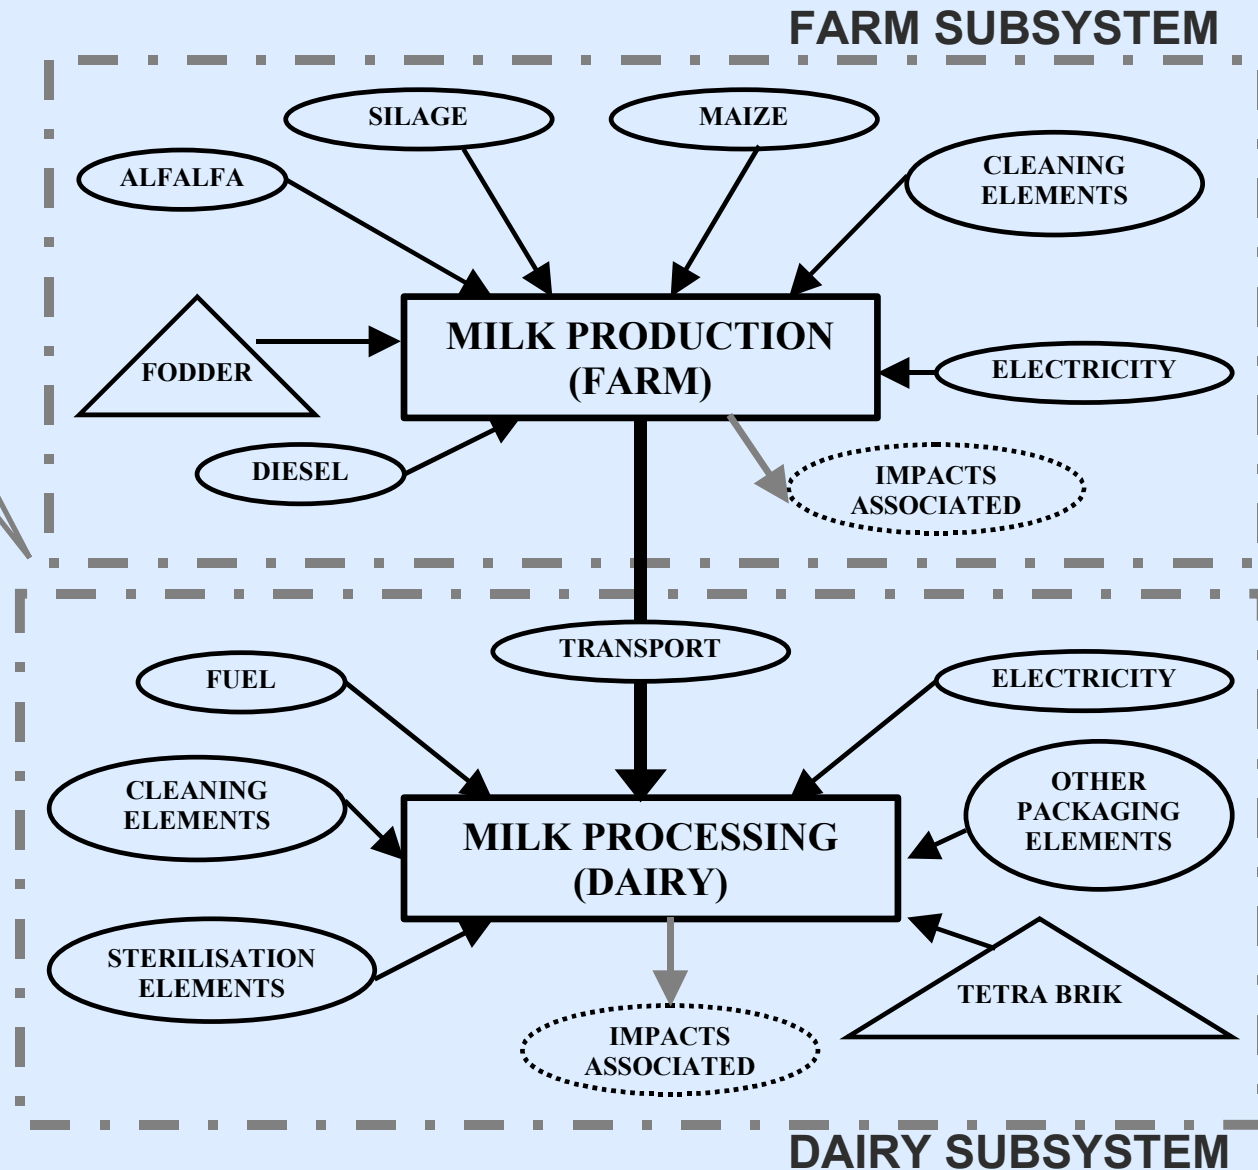 FARM SUBSYSTEM
SILAGE
MAIZE
ALFALFA
CLEANING
ELEMENTS
MILK PRODUCTION
(FARM)
FODDER
ELECTRICITY
DIESEL
IMPACTS
ASSOCIATED
TRANSPORT
FUEL
ELECTRICITY
CLEANING
ELEMENTS
OTHER
PACKAGING
ELEMENTS
MILK PROCESSING
(DAIRY)
STERILISATION
ELEMENTS
TETRA BRIK
IMPACTS
ASSOCIATED
DAIRY SUBSYSTEM